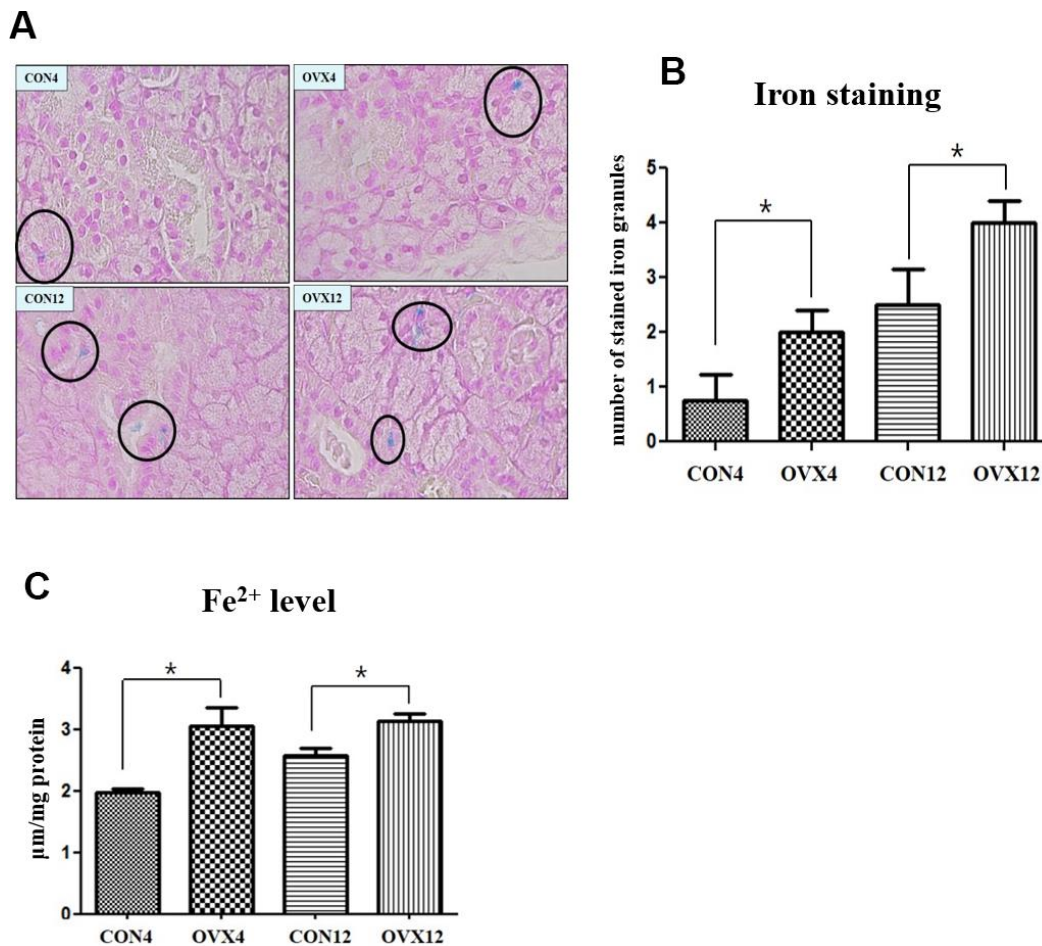 A
CON4
OVX4
CON12
OVX12
B
Iron staining
number of stained iron granules
5
4
3
2
1
0
*
*
CON4 OVX4 CON12 OVX12
C
Fe²⁺ level
µm/mg protein
4
3
2
1
0
*
*
CON4 OVX4 CON12 OVX12